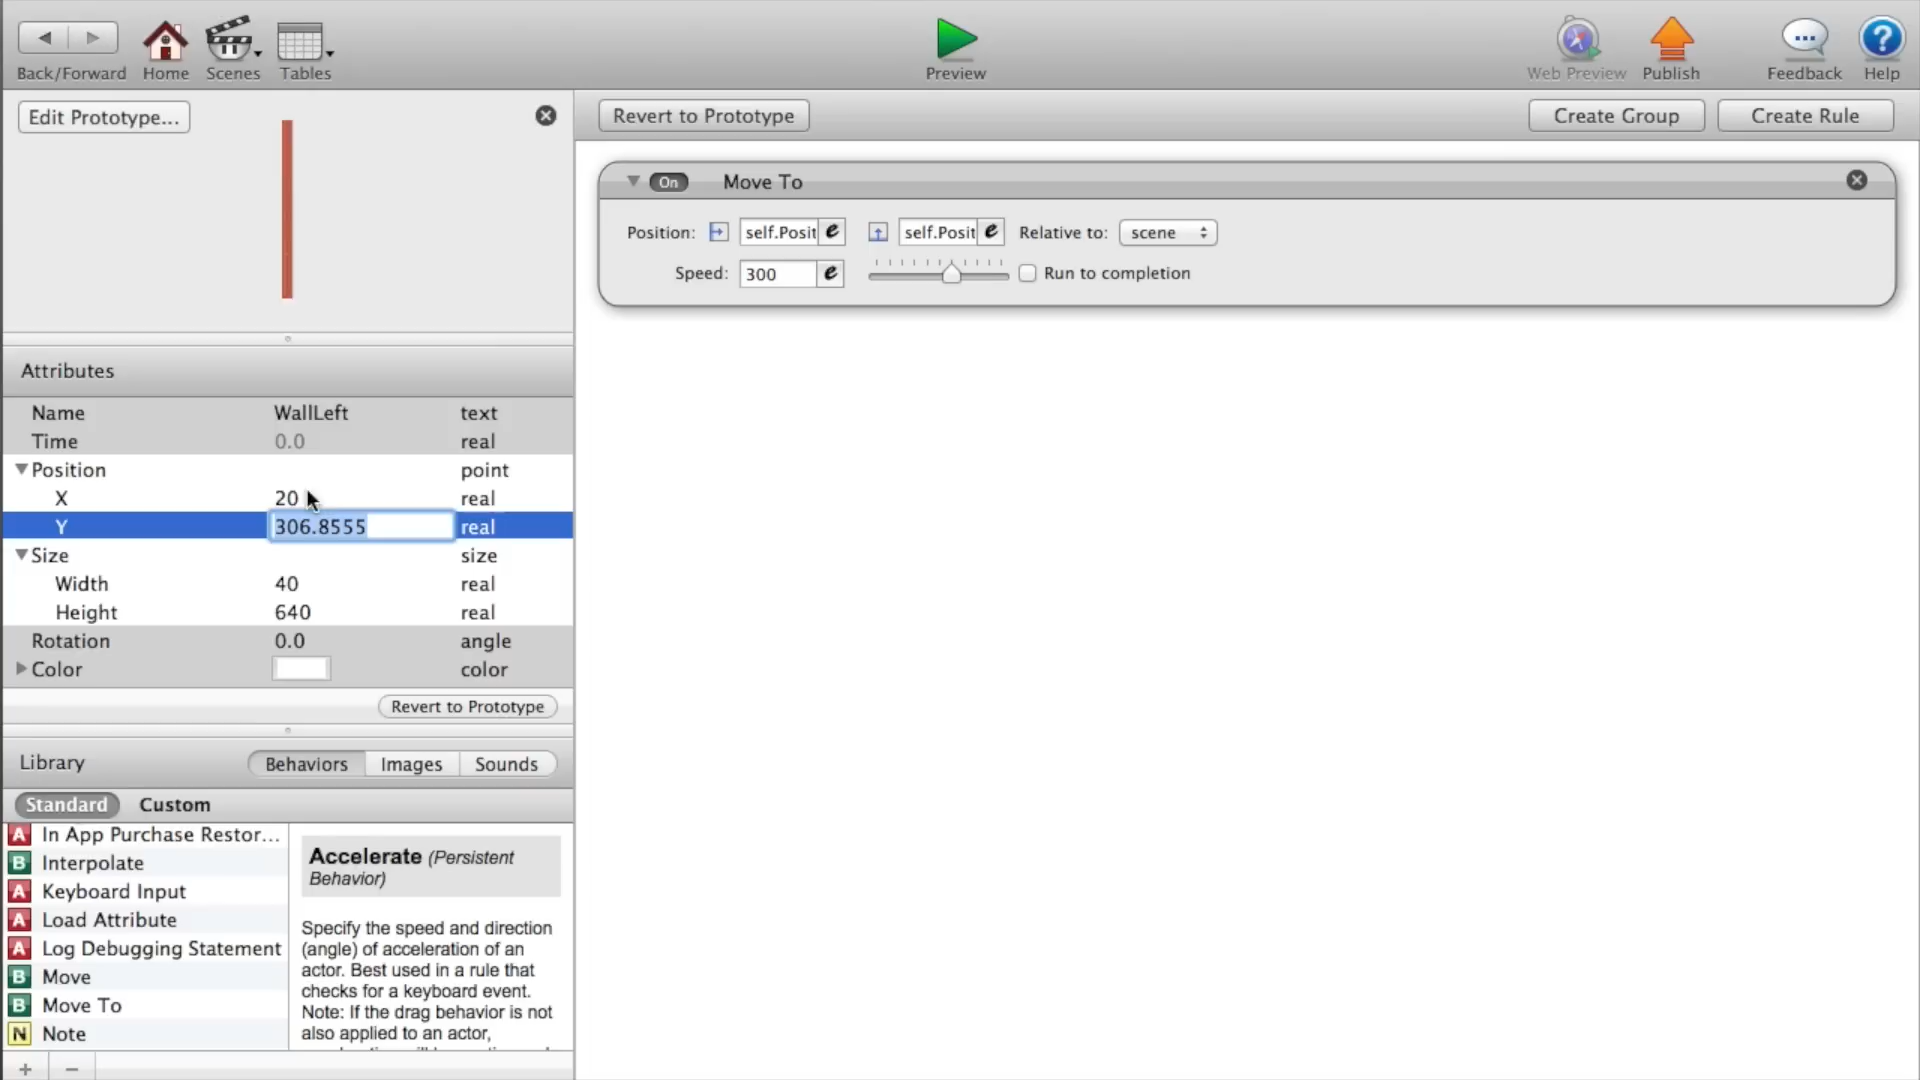 Back/Forward
Home
Scenes
Tables
Preview
Web Preview
Publish
Feedback
Help
Edit Prototype...
Revert to Prototype
Create Group
Create Rule
On
Move To
Position:
self.Posit
e
self.Posit
e
Relative to:
scene
Speed:
300
e
Run to completion
Attributes
Name WallLeft text
Time 0.0 real
Position point
X 20 real
Y 306.8555 real
Size size
Width 40 real
Height 640 real
Rotation 0.0 angle
Color color
Revert to Prototype
Library
Behaviors
Images
Sounds
Standard
Custom
A In App Purchase Restor...
B Interpolate
A Keyboard Input
A Load Attribute
A Log Debugging Statement
B Move
B Move To
N Note
Accelerate (Persistent
Behavior)
Specify the speed and direction
(angle) of acceleration of an
actor. Best used in a rule that
checks for a keyboard event.
Note: If the drag behavior is not
also applied to an actor,